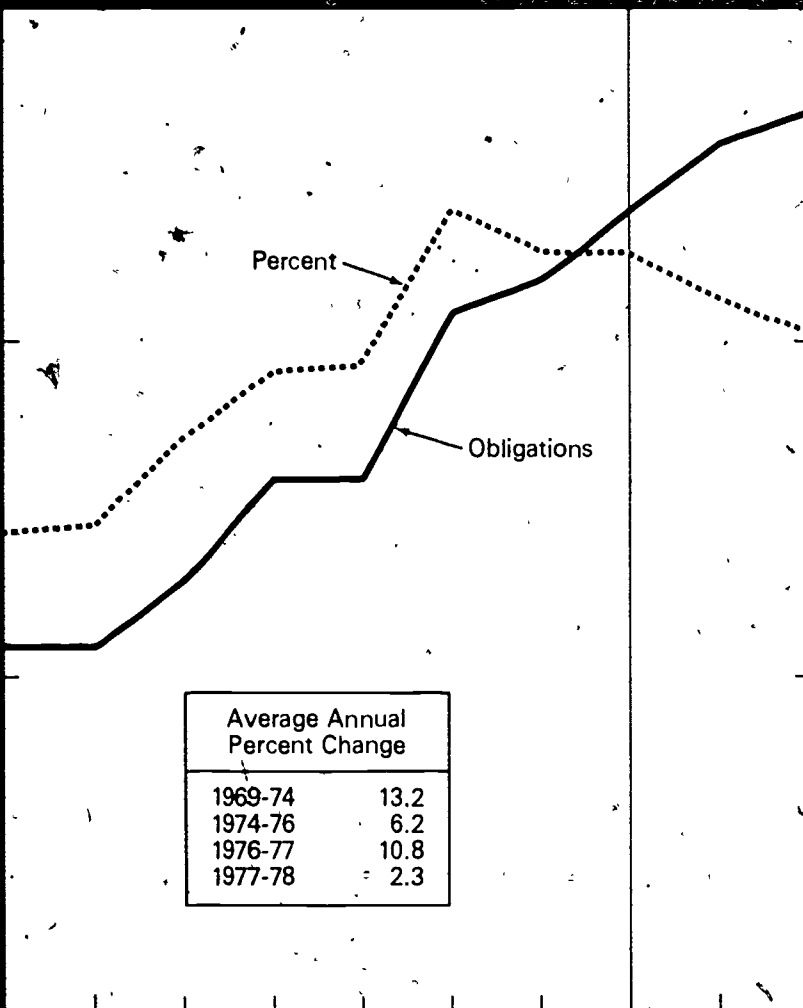 Percent
Obligations
Average Annual
Percent Change
1969-74 13.2
1974-76 6.2
1976-77 10.8
1977-78 2.3